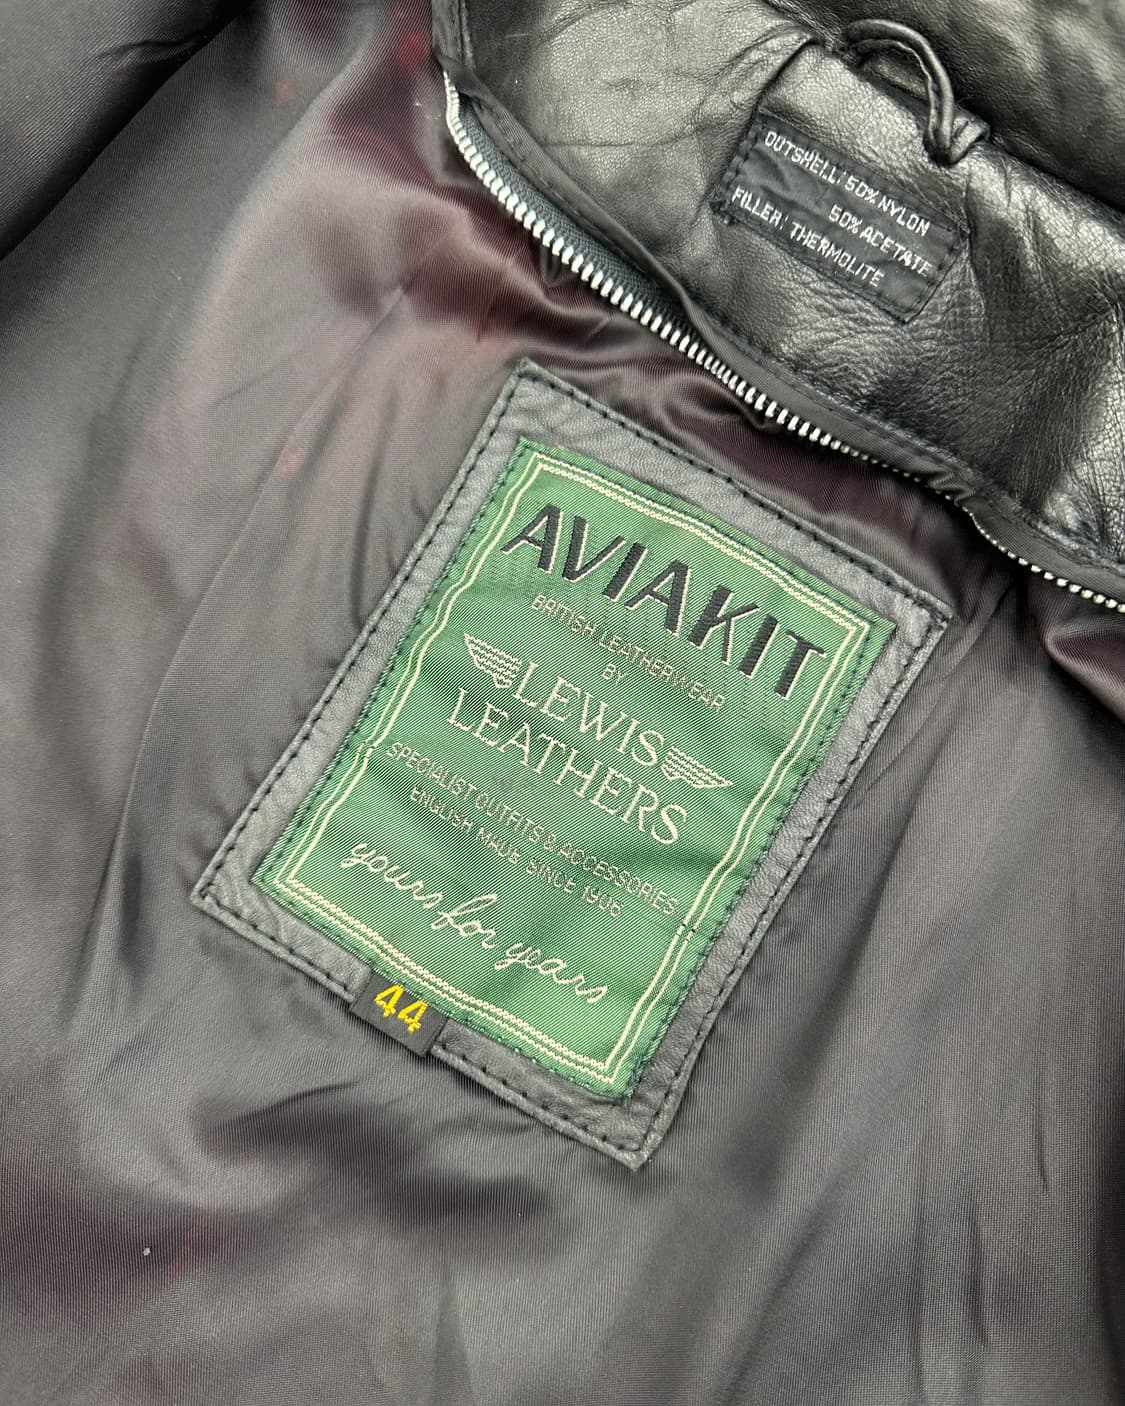 OUTSHELL: 50% NYLON
50% ACETATE
FILLER: THERMOLITE
AVIAKIT
BRITISH LEATHERWEAR
BY
LEWIS
LEATHERS
SPECIALIST OUTFITS & ACCESSORIES
ENGLISH MADE SINCE 1906
yours for years
44